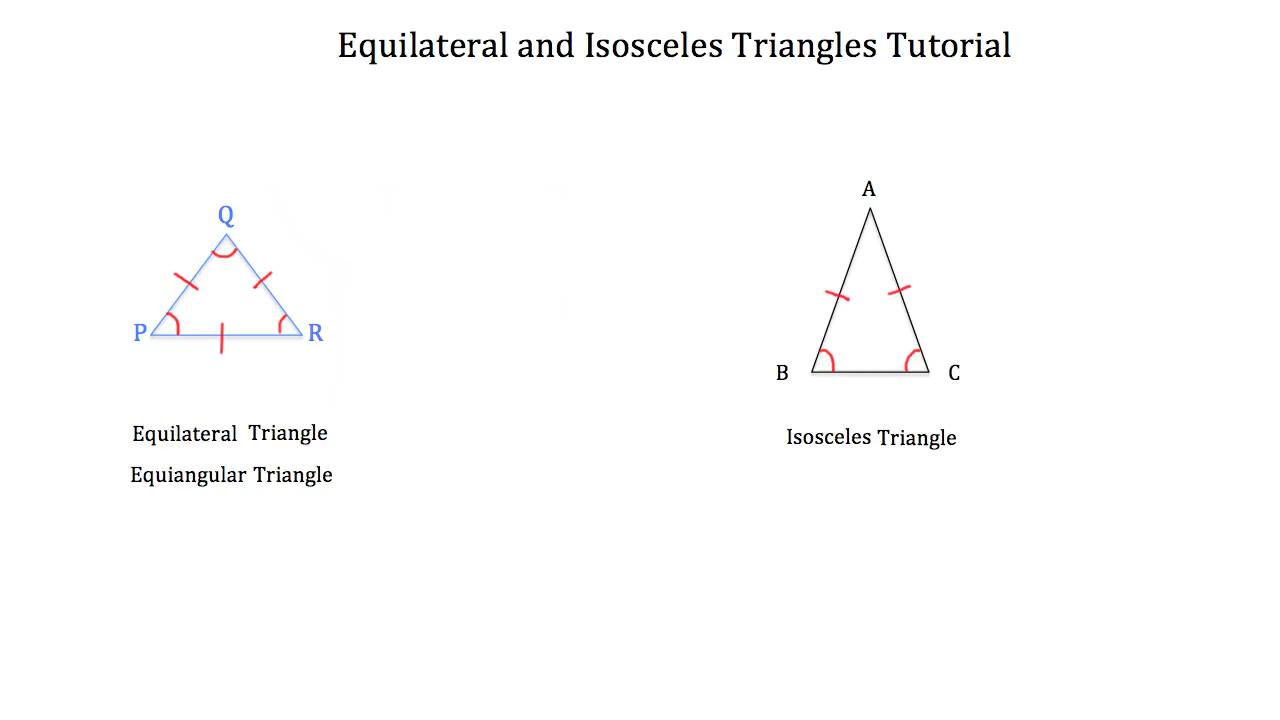 Equilateral and Isosceles Triangles Tutorial
A
Q
P R
B C
Equilateral Triangle
Isosceles Triangle
Equiangular Triangle